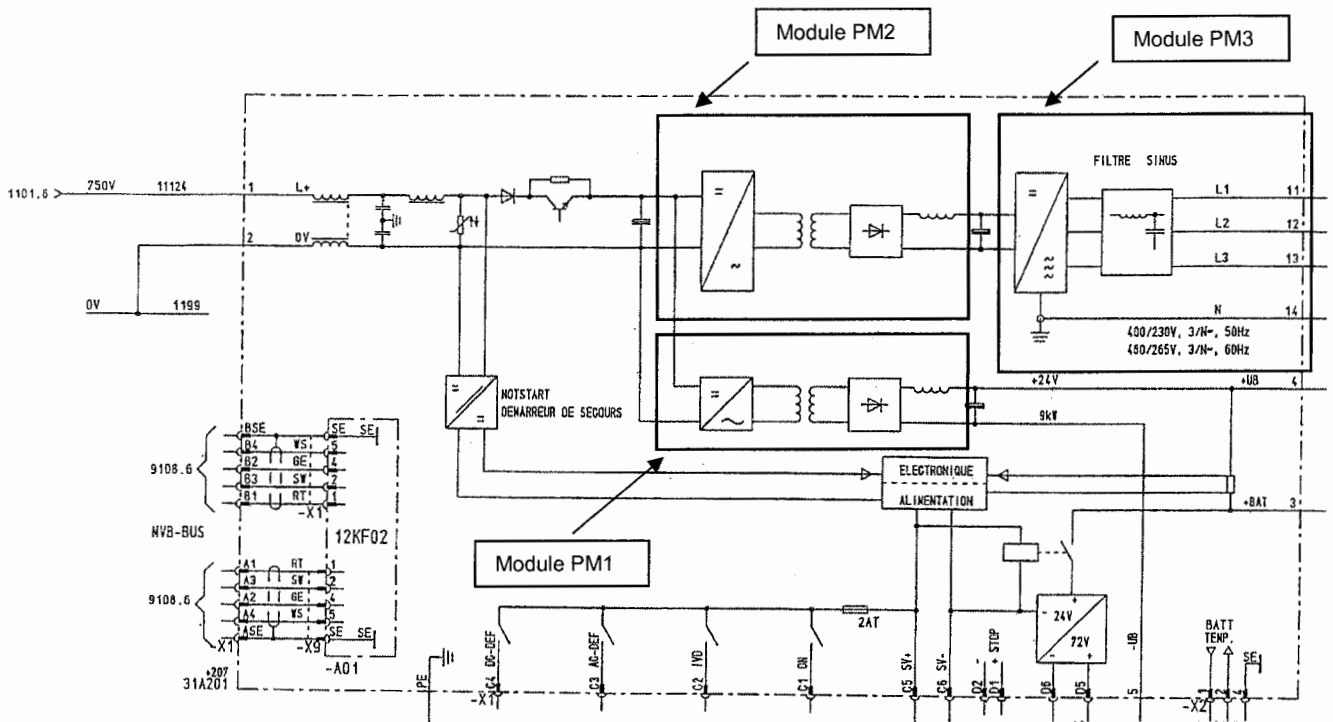 Module PM2
Module PM3
FILTRE SINUS
1101.6
750V
11124
1
L+
L1
11
2
0V
L2
12
L3
13
0V
1199
N
14
400/230V, 3/N~, 50Hz
460/265V, 3/N~, 60Hz
NOTSTART
DEMARREUR DE SECOURS
+24V
+UB
4
9kW
BSE
SE
SE
B4
WS
5
9108.6
B2
GE
4
B3
SW
2
B1
RT
1
-X1
MVB-BUS
12KF02
ELECTRONIQUE
ALIMENTATION
+BAT
3
Module PM1
A1
RT
1
A3
SW
2
9108.6
A2
GE
4
A4
WS
5
ASE
SE
SE
-X1
-X9
-A01
+207
31A201
2AT
24V
72V
BATT
TEMP.
SE
PE
C4
DC-DEF
C3
AC-DEF
C2
IVD
C1
ON
C5
SV+
C6
SV-
D2
-
D1
+ STOP
D6
D5
5
-UB
-X1
-X2
1
2
4